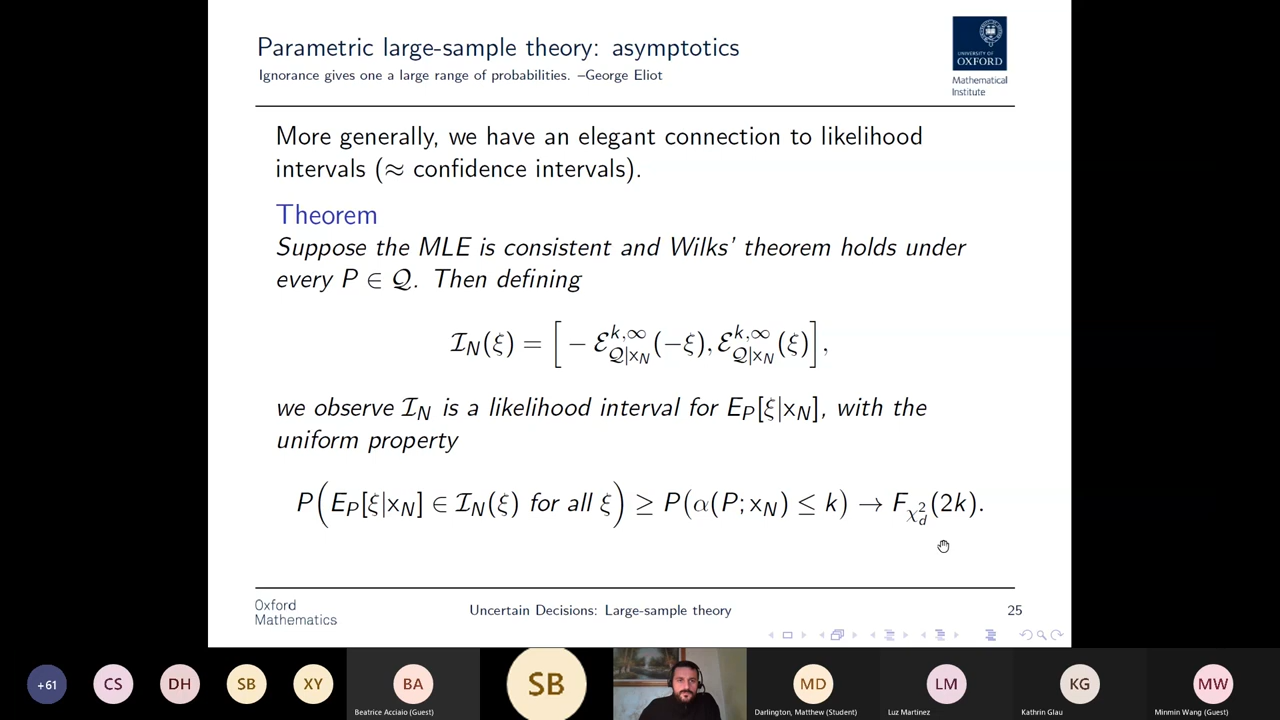 Parametric large-sample theory: asymptotics
Ignorance gives one a large range of probabilities. –George Eliot
UNIVERSITY OF
OXFORD
Mathematical
Institute
More generally, we have an elegant connection to likelihood
intervals (≈ confidence intervals).
Theorem
Suppose the MLE is consistent and Wilks' theorem holds under
every P ∈ 𝒬. Then defining
ℐ_N(ξ) = [ − ℰ^{k,∞}_{𝒬|x_N}(−ξ), ℰ^{k,∞}_{𝒬|x_N}(ξ) ],
we observe ℐ_N is a likelihood interval for E_P[ξ|x_N], with the
uniform property
P(E_P[ξ|x_N] ∈ ℐ_N(ξ) for all ξ) ≥ P(α(P; x_N) ≤ k) → F_{χ²_d}(2k).
Oxford
Mathematics
Uncertain Decisions: Large-sample theory
25
+61
CS
DH
SB
XY
BA
SB
MD
LM
KG
MW
Beatrice Acciaio (Guest)
Darlington, Matthew (Student)
Luz Martinez
Kathrin Glau
Minmin Wang (Guest)